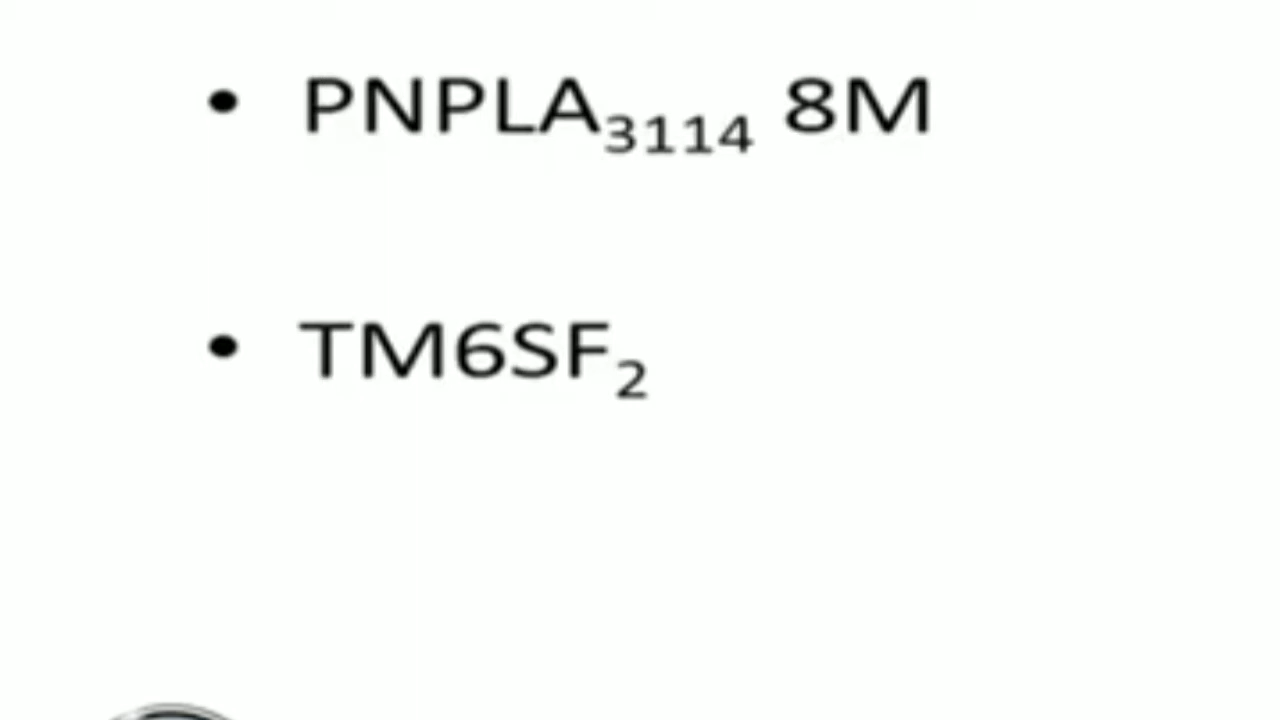 • PNPLA₃₁₁₄ 8M
• TM6SF₂